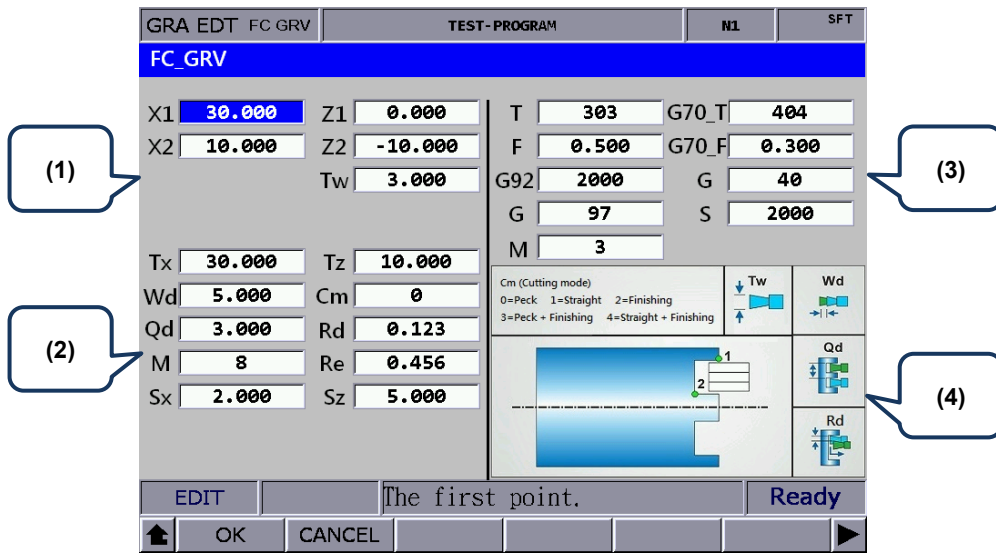 GRA EDT FC GRV TEST-PROGRAM N1 SFT
FC_GRV
X1 30.000 Z1 0.000 T 303 G70_T 404
X2 10.000 Z2 -10.000 F 0.500 G70_F 0.300
Tw 3.000 G92 2000 G 40
G 97 S 2000
M 3
Tx 30.000 Tz 10.000
Wd 5.000 Cm 0
Qd 3.000 Rd 0.123
M 8 Re 0.456
Sx 2.000 Sz 5.000
Cm (Cutting mode)
0=Peck 1=Straight 2=Finishing
3=Peck + Finishing 4=Straight + Finishing
Tw
Wd
Qd
Rd
1
2
(1)
(2)
(3)
(4)
EDIT The first point. Ready
OK CANCEL